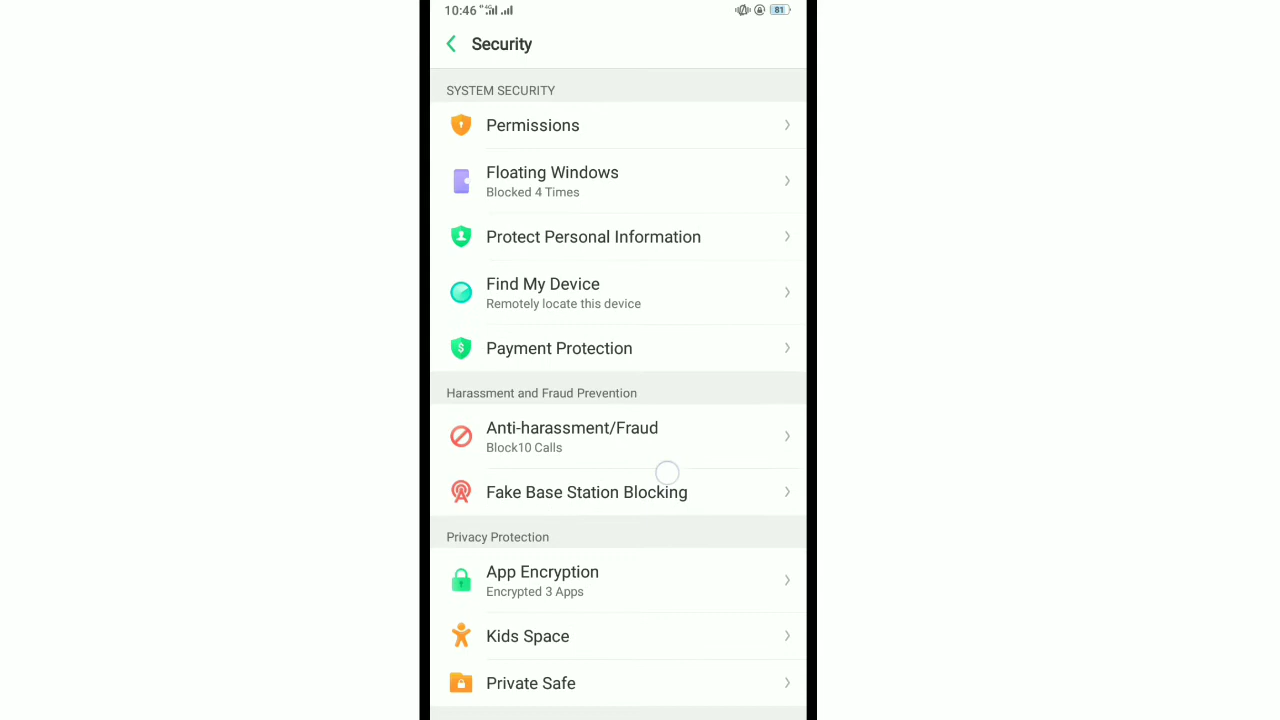 10:46
81
Security
SYSTEM SECURITY
Permissions
Floating Windows
Blocked 4 Times
Protect Personal Information
Find My Device
Remotely locate this device
Payment Protection
Harassment and Fraud Prevention
Anti-harassment/Fraud
Block10 Calls
Fake Base Station Blocking
Privacy Protection
App Encryption
Encrypted 3 Apps
Kids Space
Private Safe